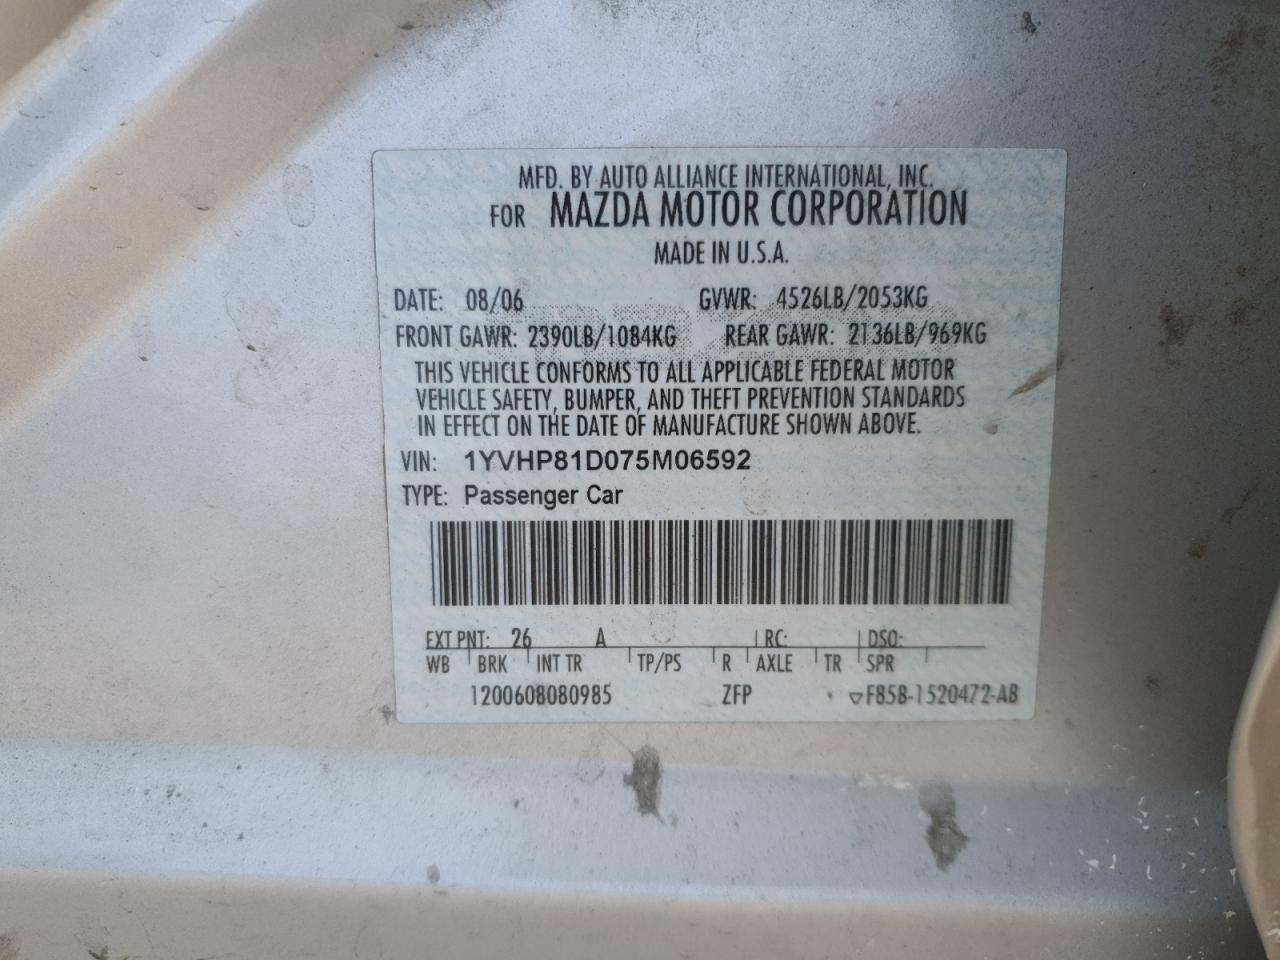 MFD. BY AUTO ALLIANCE INTERNATIONAL, INC.
FOR MAZDA MOTOR CORPORATION
MADE IN U.S.A.
DATE: 08/06 GVWR: 4526LB/2053KG
FRONT GAWR: 2390LB/1084KG REAR GAWR: 2136LB/969KG
THIS VEHICLE CONFORMS TO ALL APPLICABLE FEDERAL MOTOR
VEHICLE SAFETY, BUMPER, AND THEFT PREVENTION STANDARDS
IN EFFECT ON THE DATE OF MANUFACTURE SHOWN ABOVE.
VIN: 1YVHP81D075M06592
TYPE: Passenger Car
EXT PNT: 26 A RC: DSO:
WB BRK INT TR TP/PS R AXLE TR SPR
1200608080985 ZFP F85B-1520472-AB